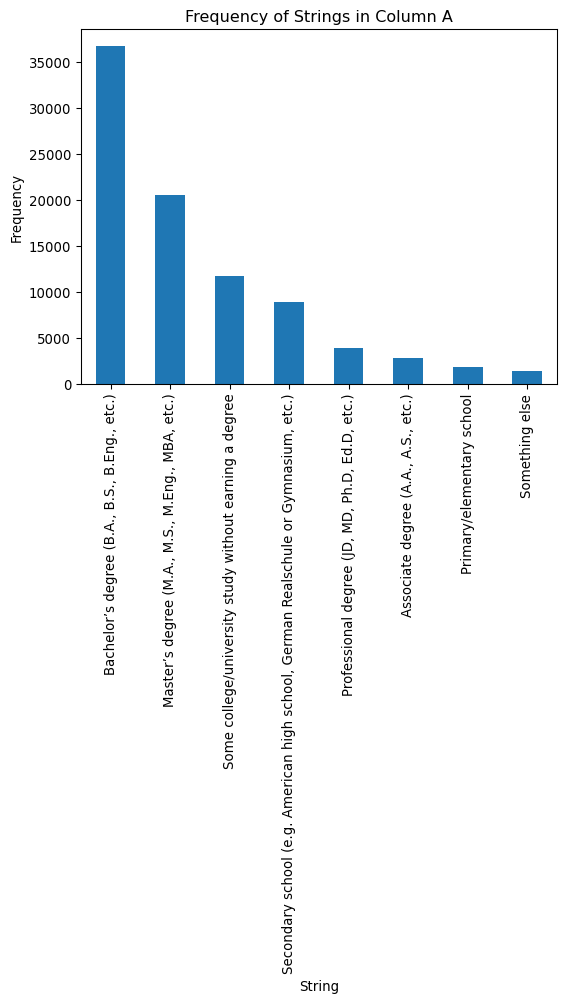 Frequency of Strings in Column A
Frequency
35000
30000
25000
20000
15000
10000
5000
0
Bachelor’s degree (B.A., B.S., B.Eng., etc.)
Master’s degree (M.A., M.S., M.Eng., MBA, etc.)
Some college/university study without earning a degree
Secondary school (e.g. American high school, German Realschule or Gymnasium, etc.)
Professional degree (JD, MD, Ph.D, Ed.D, etc.)
Associate degree (A.A., A.S., etc.)
Primary/elementary school
Something else
String